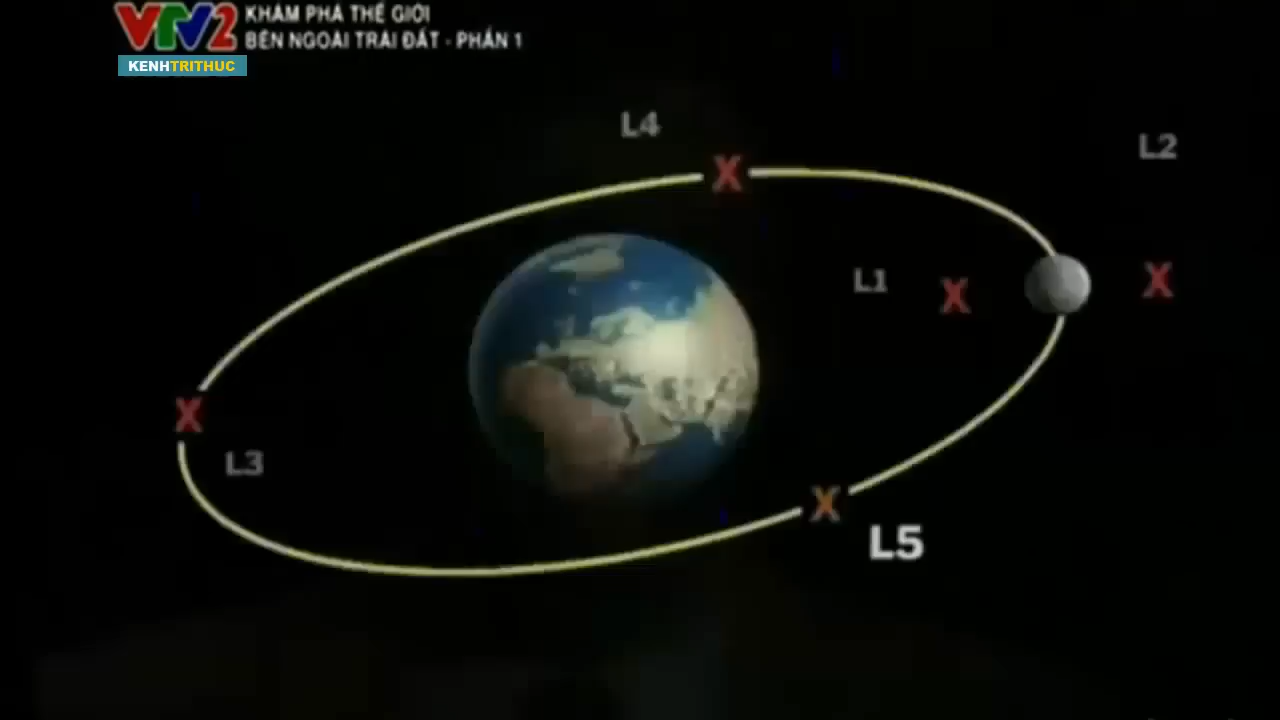 VTV2
KHÁM PHÁ THẾ GIỚI
BÊN NGOÀI TRÁI ĐẤT - PHẦN 1
KENHTRITHUC
L4
X
L2
L1
X
X
X
L3
X
L5